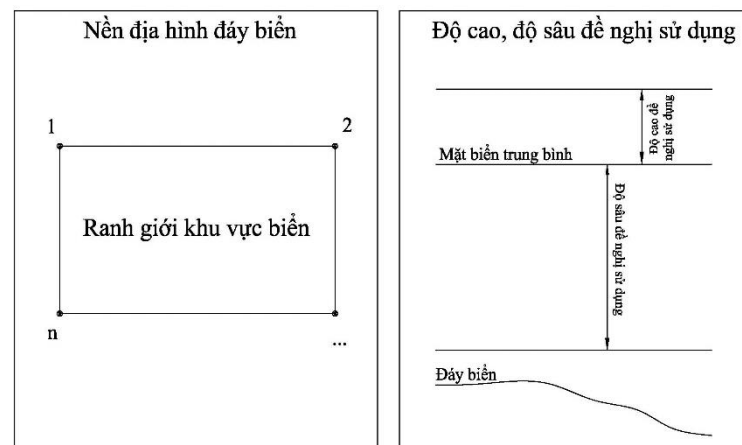 Nền địa hình đáy biển
1
2
Ranh giới khu vực biển
n
...
Độ cao, độ sâu đề nghị sử dụng
Độ cao đề
nghị sử dụng
Mặt biển trung bình
Độ sâu đề nghị sử dụng
Đáy biển